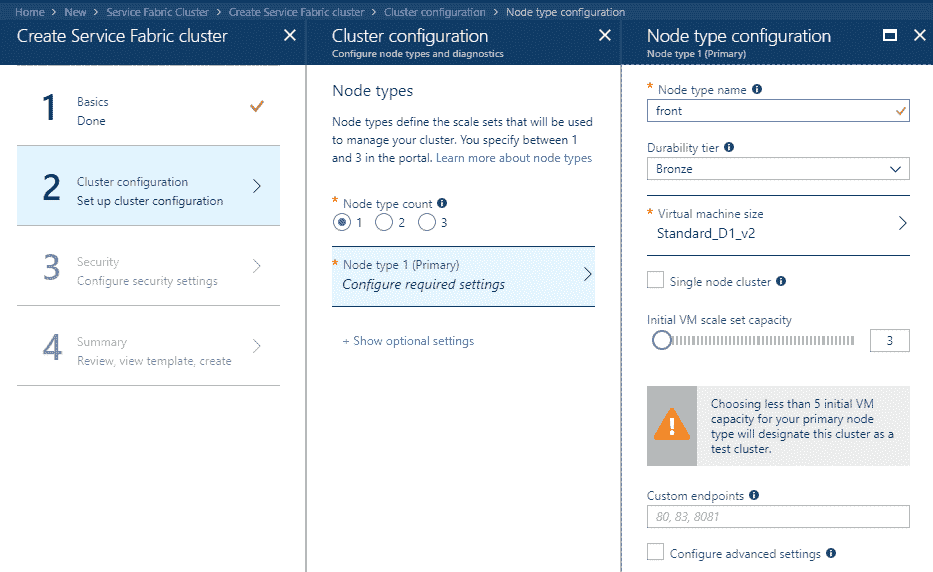 Home > New > Service Fabric Cluster > Create Service Fabric cluster > Cluster configuration > Node type configuration
Create Service Fabric cluster
1
Basics
Done
2
Cluster configuration
Set up cluster configuration
3
Security
Configure security settings
4
Summary
Review, view template, create
Cluster configuration
Configure node types and diagnostics
Node types
Node types define the scale sets that will be used
to manage your cluster. You specify between 1
and 3 in the portal. Learn more about node types
* Node type count
1 2 3
* Node type 1 (Primary)
Configure required settings
+ Show optional settings
Node type configuration
Node type 1 (Primary)
* Node type name
front
Durability tier
Bronze
* Virtual machine size
Standard_D1_v2
Single node cluster
Initial VM scale set capacity
3
Choosing less than 5 initial VM
capacity for your primary node
type will designate this cluster as a
test cluster.
Custom endpoints
80, 83, 8081
Configure advanced settings